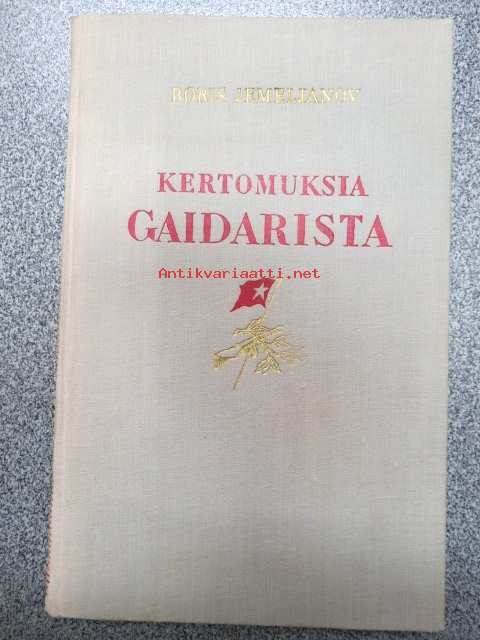 BORIS JEMELJANOV
KERTOMUKSIA
GAIDARISTA
Antikvariaatti.net